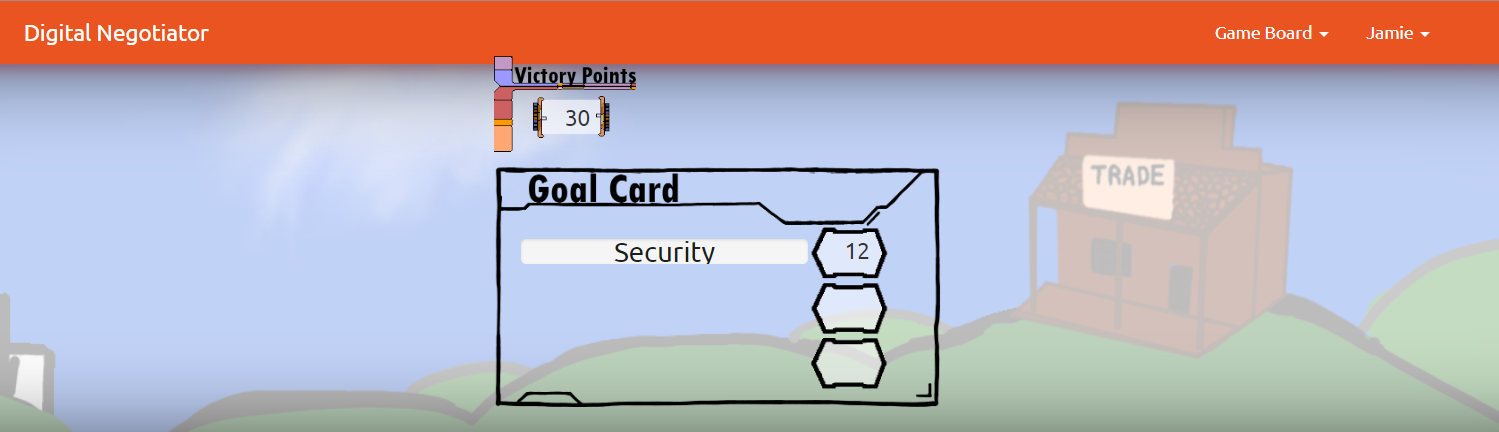 Digital Negotiator
Game Board
Jamie
Victory Points
30
Goal Card
TRADE
Security
12